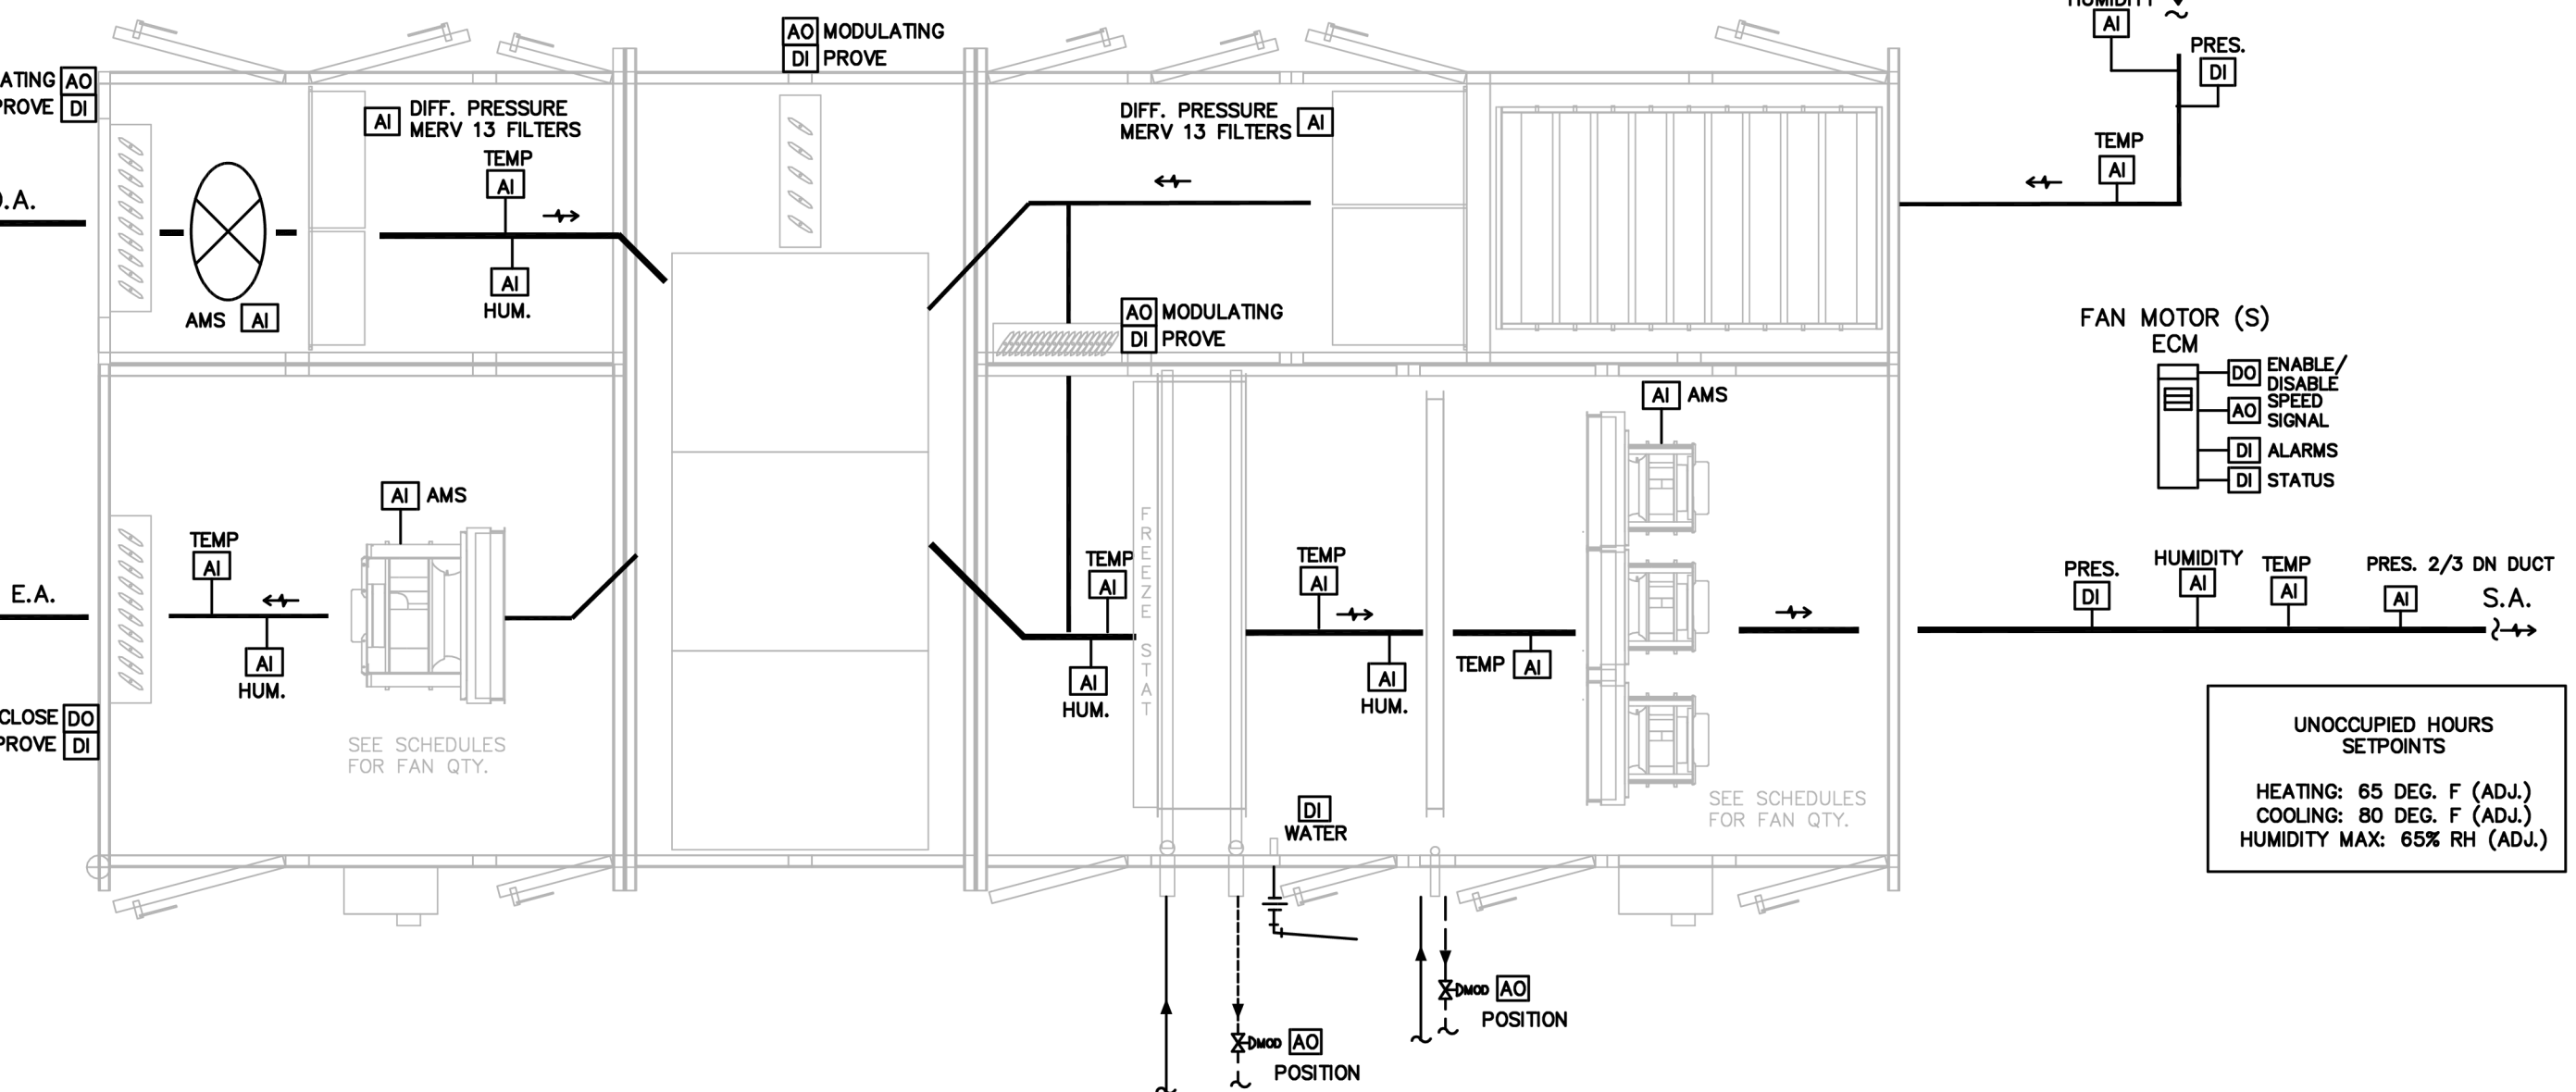 AO MODULATING
DI PROVE
AI
PRES.
DI
ATING AO
PROVE DI
AI DIFF. PRESSURE
MERV 13 FILTERS
DIFF. PRESSURE
MERV 13 FILTERS AI
TEMP
AI
TEMP
AI
O.A.
AI
HUM.
AMS AI
AO MODULATING
DI PROVE
FAN MOTOR (S)
ECM
DO ENABLE/
DISABLE
AO SPEED
SIGNAL
DI ALARMS
DI STATUS
AI AMS
AI AMS
FREEZE STAT
TEMP
AI
E.A.
AI
HUM.
TEMP
AI
AI
HUM.
TEMP
AI
AI
HUM.
TEMP AI
PRES.
DI
HUMIDITY
AI
TEMP
AI
PRES. 2/3 DN DUCT
AI
S.A.
CLOSE DO
PROVE DI
SEE SCHEDULES
FOR FAN QTY.
SEE SCHEDULES
FOR FAN QTY.
DI
WATER
UNOCCUPIED HOURS
SETPOINTS
HEATING: 65 DEG. F (ADJ.)
COOLING: 80 DEG. F (ADJ.)
HUMIDITY MAX: 65% RH (ADJ.)
MOD AO
POSITION
MOD AO
POSITION